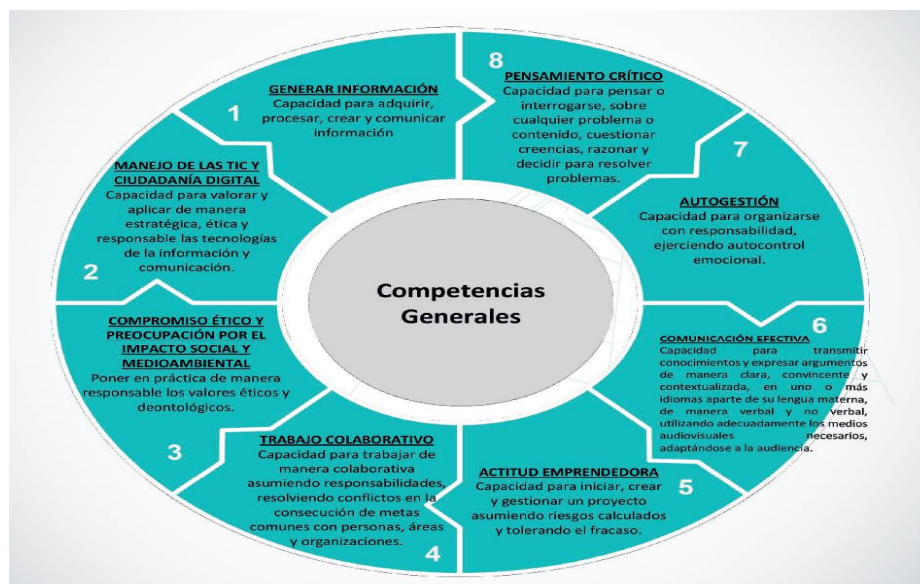 1
GENERAR INFORMACIÓN
Capacidad para adquirir,
procesar, crear y comunicar
información
2
MANEJO DE LAS TIC Y
CIUDADANÍA DIGITAL
Capacidad para valorar y
aplicar de manera
estratégica, ética y
responsable las tecnologías
de la información y
comunicación.
3
COMPROMISO ÉTICO Y
PREOCUPACIÓN POR EL
IMPACTO SOCIAL Y
MEDIOAMBIENTAL
Poner en práctica de manera
responsable los valores éticos y
deontológicos.
4
TRABAJO COLABORATIVO
Capacidad para trabajar de
manera colaborativa
asumiendo responsabilidades,
resolviendo conflictos en la
consecución de metas
comunes con personas, áreas
y organizaciones.
5
ACTITUD EMPRENDEDORA
Capacidad para iniciar, crear
y gestionar un proyecto
asumiendo riesgos calculados
y tolerando el fracaso.
6
COMUNICACIÓN EFECTIVA
Capacidad para transmitir
conocimientos y expresar argumentos
de manera clara, convincente y
contextualizada, en uno o más
idiomas aparte de su lengua materna,
de manera verbal y no verbal,
utilizando adecuadamente los medios
audiovisuales necesarios,
adaptándose a la audiencia.
7
AUTOGESTIÓN
Capacidad para organizarse
con responsabilidad,
ejerciendo autocontrol
emocional.
8
PENSAMIENTO CRÍTICO
Capacidad para pensar o
interrogarse, sobre
cualquier problema o
contenido, cuestionar
creencias, razonar y
decidir para resolver
problemas.
Competencias
Generales